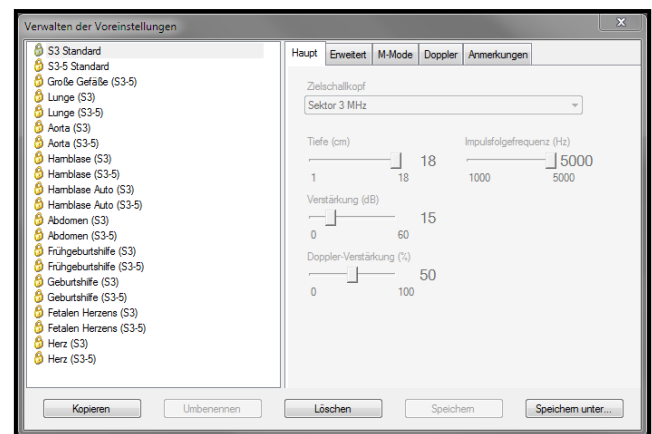 Verwalten der Voreinstellungen
X
S3 Standard
S3-5 Standard
Große Gefäße (S3-5)
Lunge (S3)
Lunge (S3-5)
Aorta (S3)
Aorta (S3-5)
Harnblase (S3)
Harnblase (S3-5)
Harnblase Auto (S3)
Harnblase Auto (S3-5)
Abdomen (S3)
Abdomen (S3-5)
Frühgeburtshilfe (S3)
Frühgeburtshilfe (S3-5)
Geburtshilfe (S3)
Geburtshilfe (S3-5)
Fetalen Herzens (S3)
Fetalen Herzens (S3-5)
Herz (S3)
Herz (S3-5)
Haupt Erweitert M-Mode Doppler Anmerkungen
Zielschallkopf
Sektor 3 MHz
Tiefe (cm) Impulsfolgefrequenz (Hz)
18 5000
1 18 1000 5000
Verstärkung (dB)
15
0 60
Doppler-Verstärkung (%)
50
0 100
Kopieren Umbenennen Löschen Speichern Speichern unter...